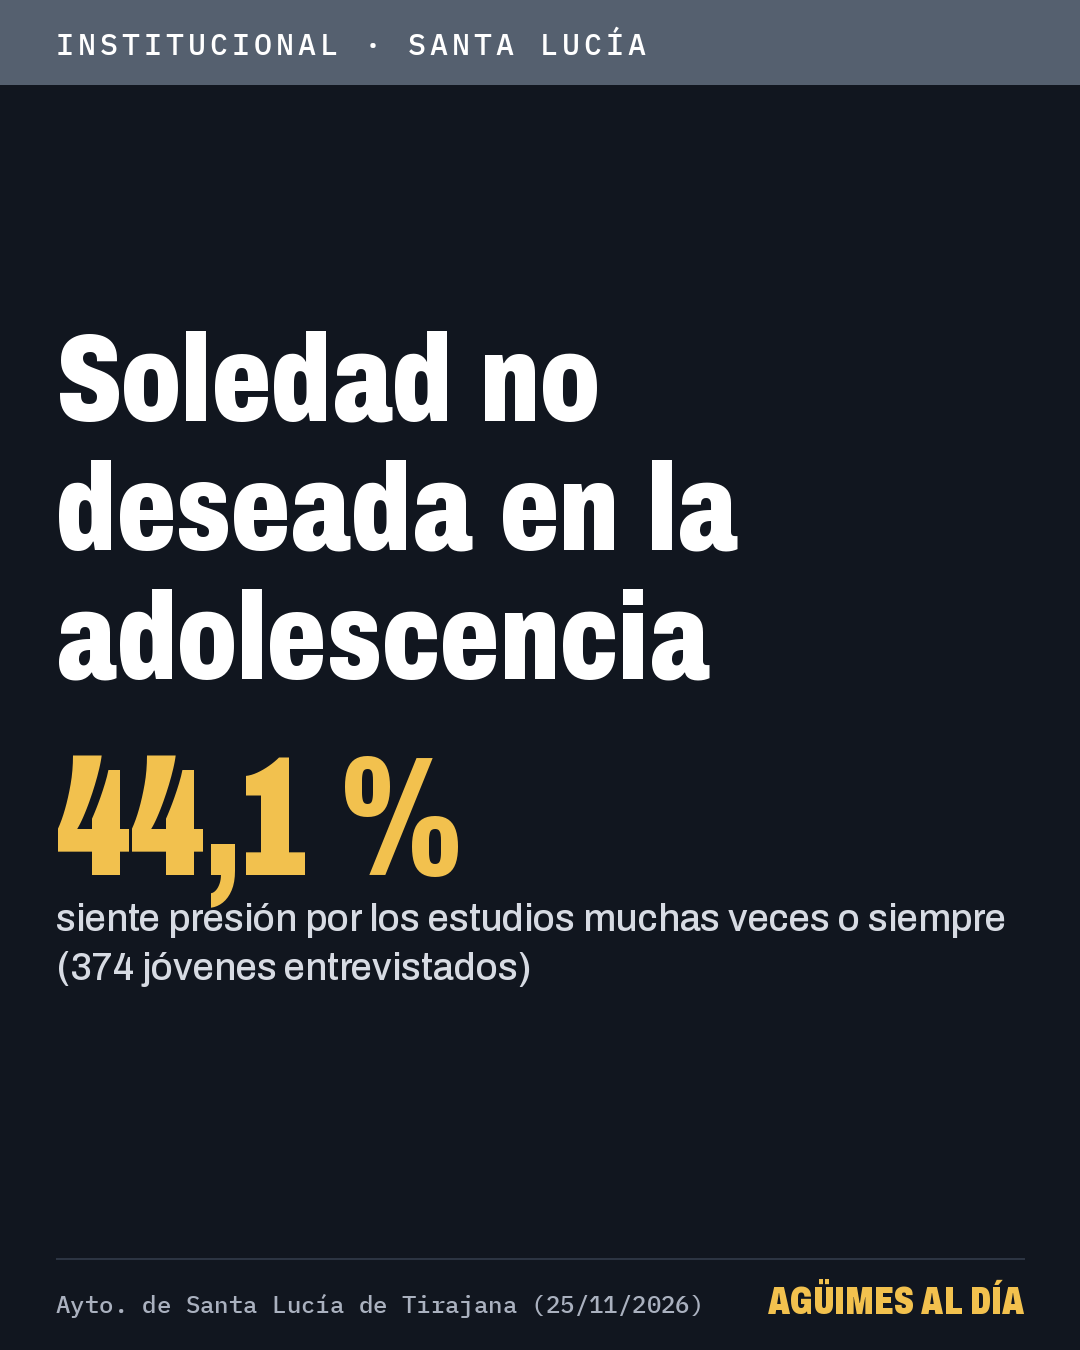 INSTITUCIONAL · SANTA LUCÍA
Soledad no
deseada en la
adolescencia
44,1 %
siente presión por los estudios muchas veces o siempre
(374 jóvenes entrevistados)
Ayto. de Santa Lucía de Tirajana (25/11/2026)
AGÜIMES AL DÍA